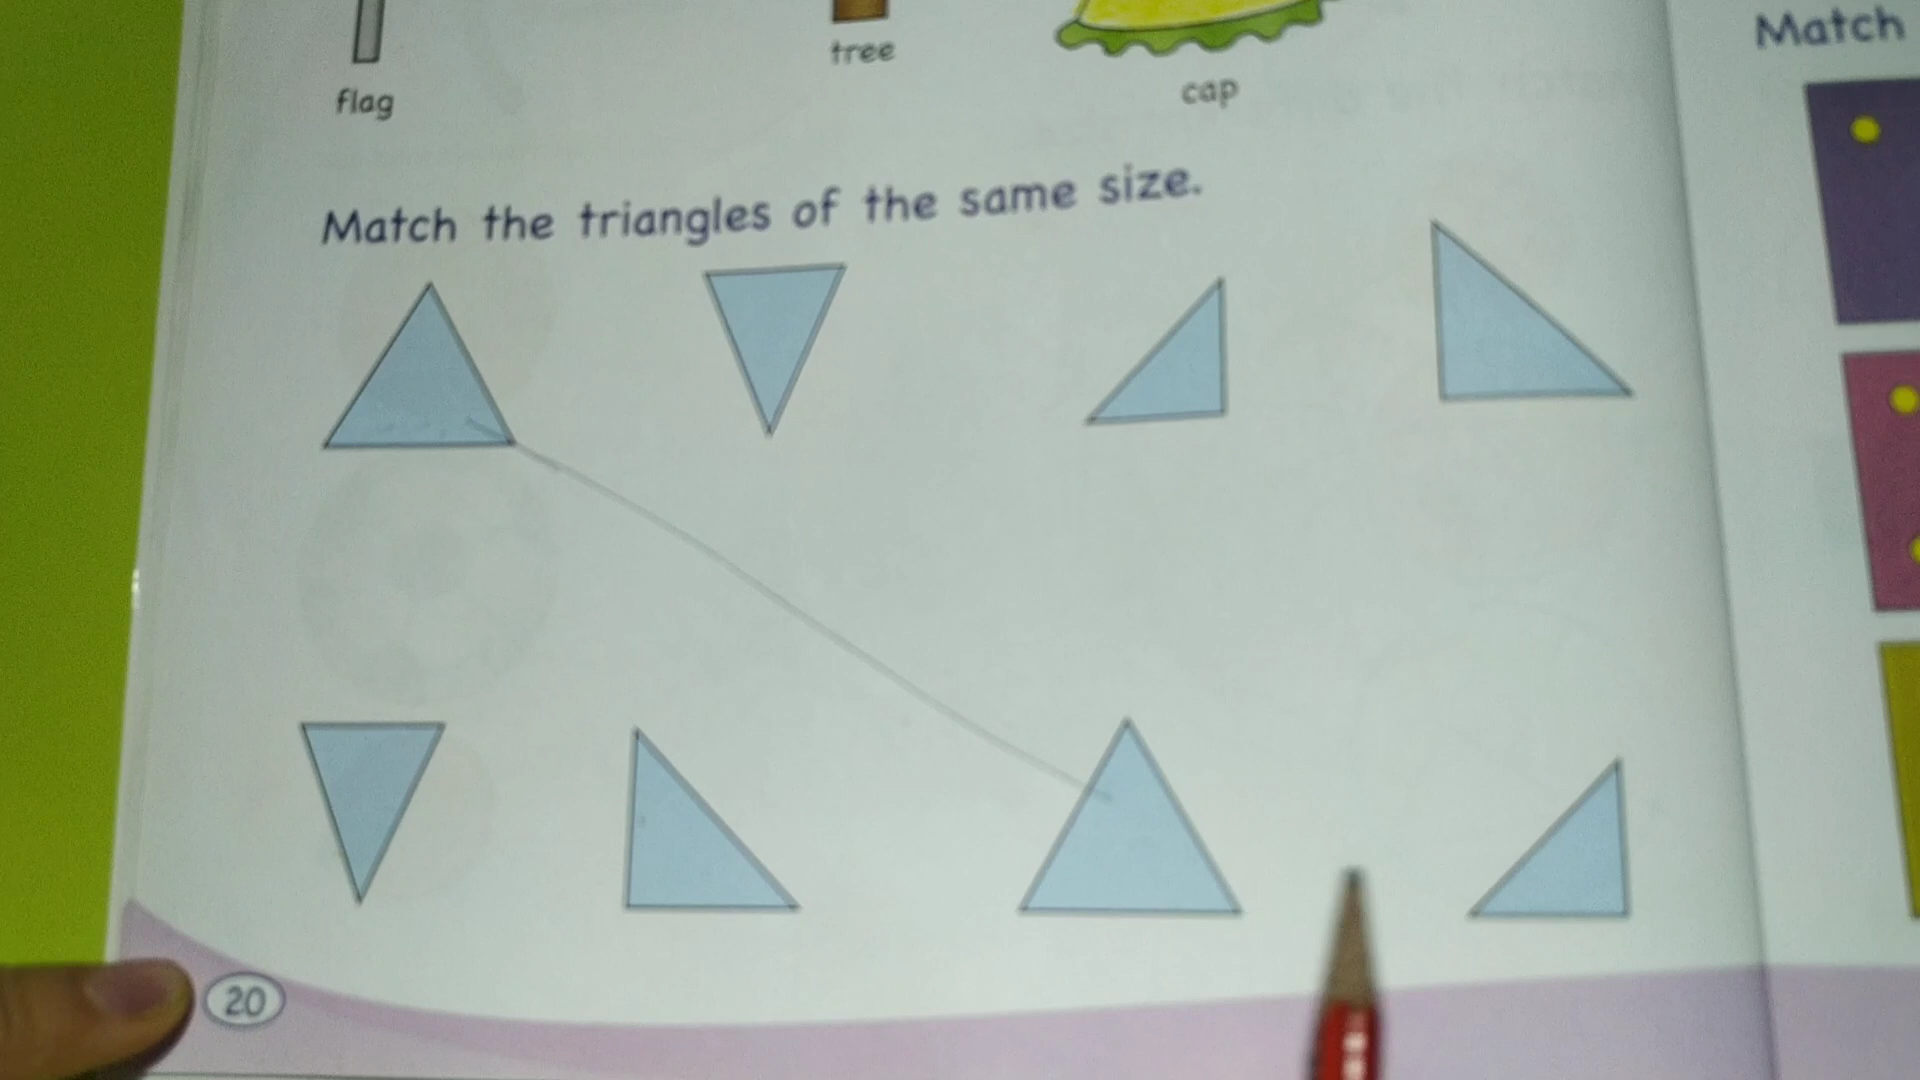 flag
tree
cap
Match
Match the triangles of the same size.
20